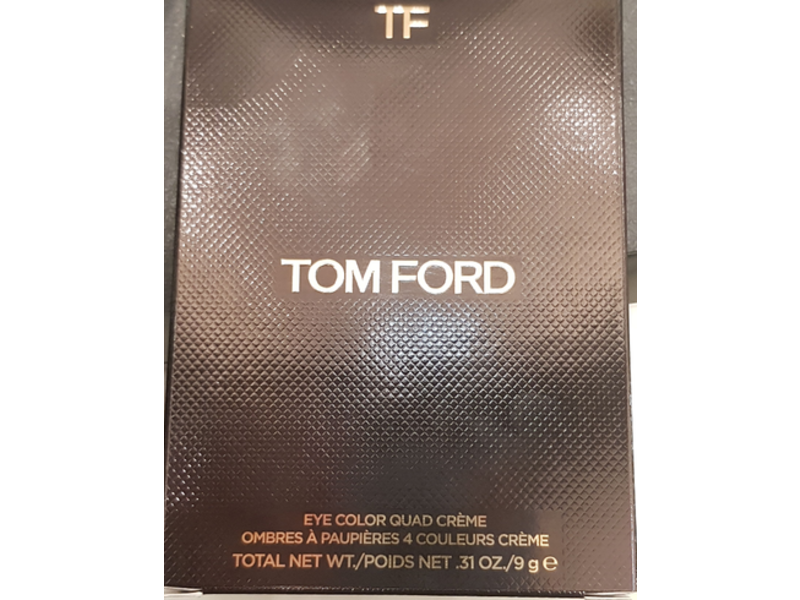 TF
TOM FORD
EYE COLOR QUAD CRÈME
OMBRES À PAUPIÈRES 4 COULEURS CRÈME
TOTAL NET WT./POIDS NET .31 OZ./9 g ℮